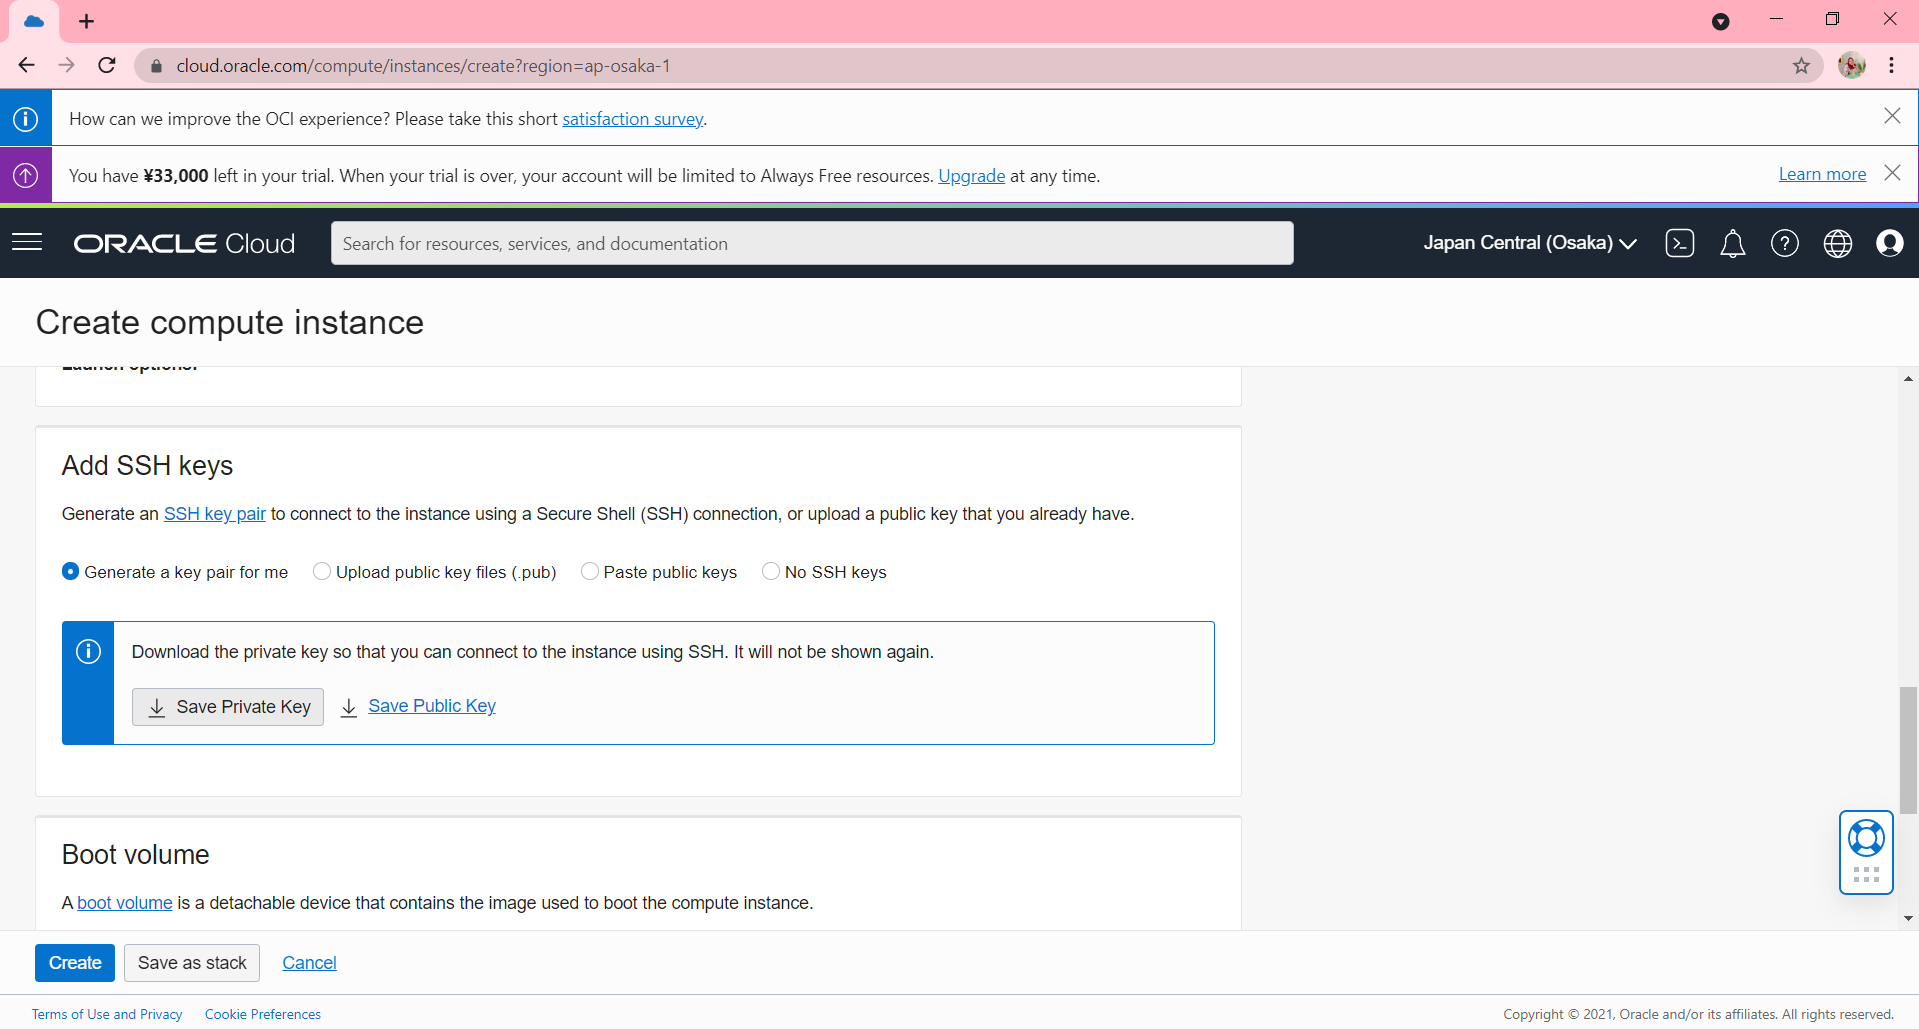 cloud.oracle.com/compute/instances/create?region=ap-osaka-1
How can we improve the OCI experience? Please take this short satisfaction survey.
You have ¥33,000 left in your trial. When your trial is over, your account will be limited to Always Free resources. Upgrade at any time.
Learn more
ORACLE Cloud
Search for resources, services, and documentation
Japan Central (Osaka)
Create compute instance
Launch options:
Add SSH keys
Generate an SSH key pair to connect to the instance using a Secure Shell (SSH) connection, or upload a public key that you already have.
Generate a key pair for me
Upload public key files (.pub)
Paste public keys
No SSH keys
Download the private key so that you can connect to the instance using SSH. It will not be shown again.
Save Private Key
Save Public Key
Boot volume
A boot volume is a detachable device that contains the image used to boot the compute instance.
Create
Save as stack
Cancel
Terms of Use and Privacy
Cookie Preferences
Copyright © 2021, Oracle and/or its affiliates. All rights reserved.